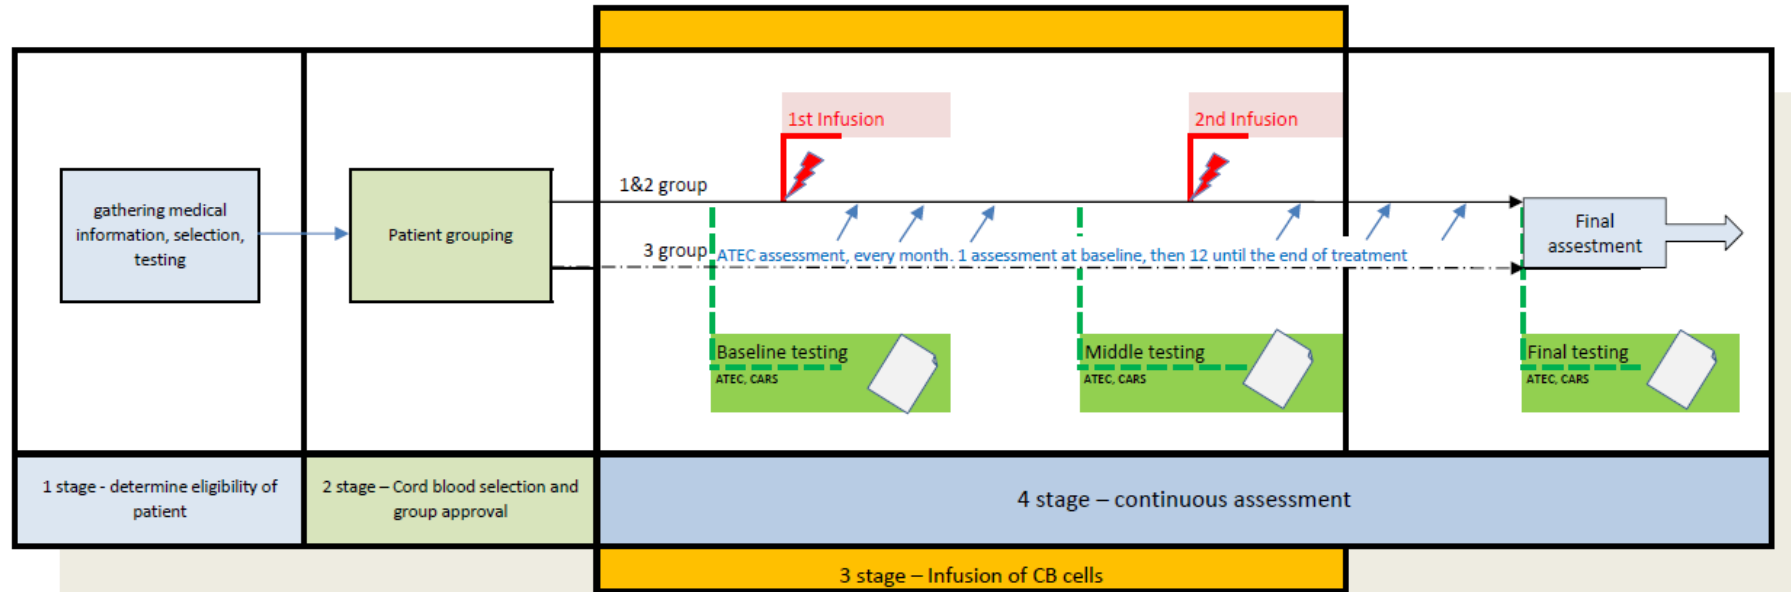 1st Infusion
2nd Infusion
1&2 group
gathering medical
information, selection,
testing
Patient grouping
3 group
ATEC assessment, every month. 1 assessment at baseline, then 12 until the end of treatment
Final
assestment
Baseline testing
ATEC, CARS
Middle testing
ATEC, CARS
Final testing
ATEC, CARS
1 stage - determine eligibility of
patient
2 stage – Cord blood selection and
group approval
4 stage – continuous assessment
3 stage – Infusion of CB cells